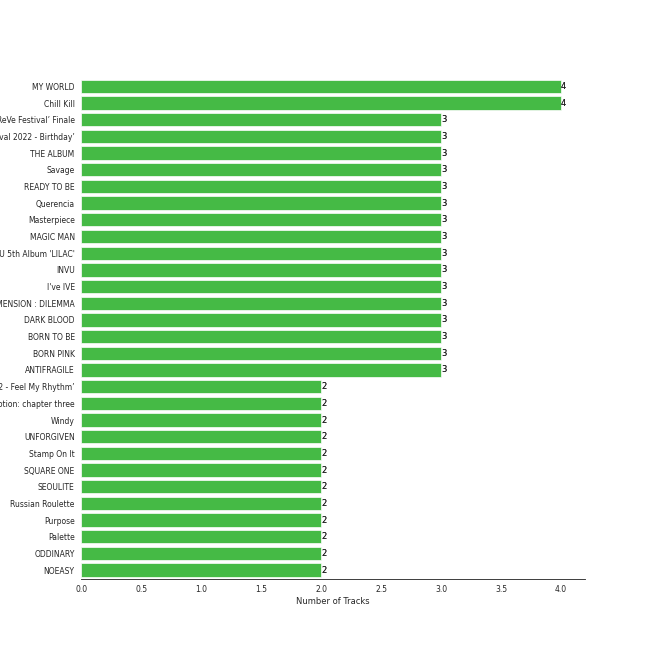 MY WORLD 4
Chill Kill 4
ReVe Festival' Finale 3
val 2022 - Birthday' 3
THE ALBUM 3
Savage 3
READY TO BE 3
Querencia 3
Masterpiece 3
MAGIC MAN 3
U 5th Album 'LILAC' 3
INVU 3
I've IVE 3
MENSION : DILEMMA 3
DARK BLOOD 3
BORN TO BE 3
BORN PINK 3
ANTIFRAGILE 3
2 - Feel My Rhythm' 2
ption: chapter three 2
Windy 2
UNFORGIVEN 2
Stamp On It 2
SQUARE ONE 2
SEOULITE 2
Russian Roulette 2
Purpose 2
Palette 2
ODDINARY 2
NOEASY 2
0.0 0.5 1.0 1.5 2.0 2.5 3.0 3.5 4.0
Number of Tracks